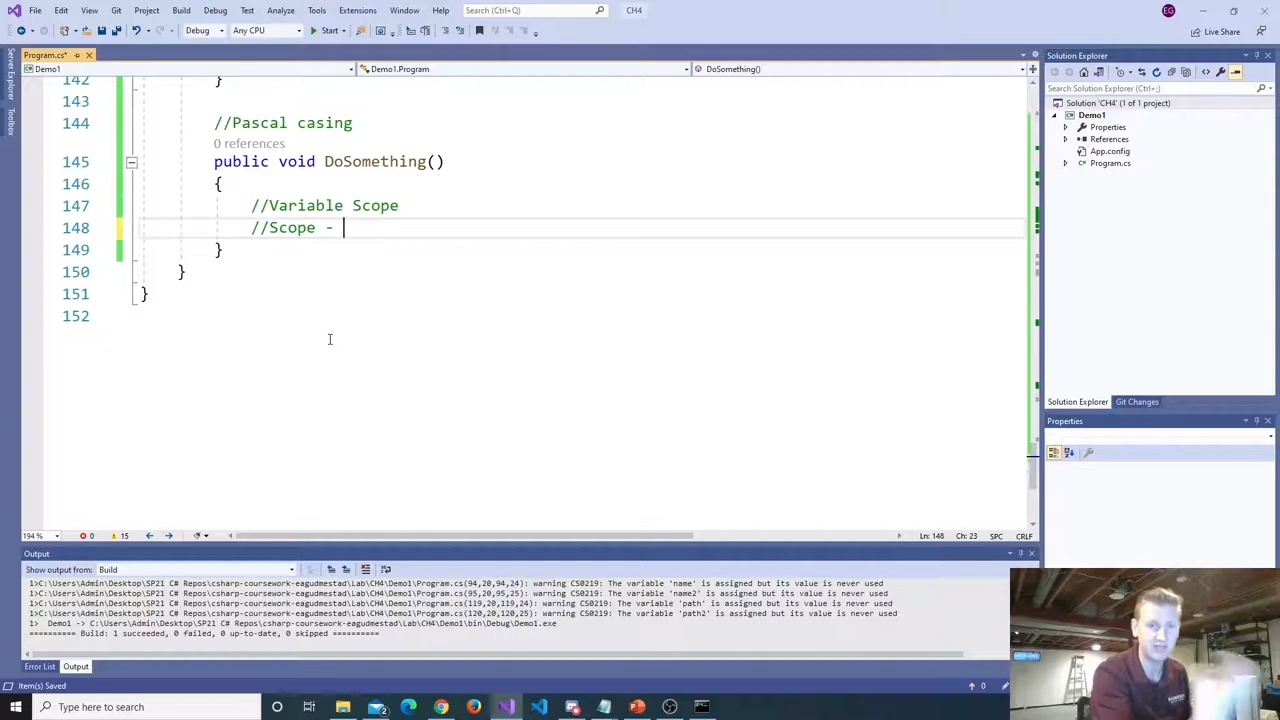 File Edit View Git Project Build Debug Test Analyze Tools Extensions Window Help Search (Ctrl+Q) CH4 EG
Debug Any CPU Start Live Share
Program.cs* Solution Explorer
Server Explorer
Toolbox
Demo1 Demo1.Program DoSomething()
Search Solution Explorer (Ctrl+;)
Solution 'CH4' (1 of 1 project)
Demo1
Properties
References
App.config
Program.cs
142 }
143
144 //Pascal casing
0 references
145 public void DoSomething()
146 {
147 //Variable Scope
148 //Scope -
149 }
150 }
151 }
152
Solution Explorer Git Changes
Properties
194 % 0 15 Ln: 148 Ch: 23 SPC CRLF
Output
Show output from: Build
1>C:\Users\Admin\Desktop\SP21 C# Repos\csharp-coursework-eagudmestad\Lab\CH4\Demo1\Program.cs(94,20,94,24): warning CS0219: The variable 'name' is assigned but its value is never used
1>C:\Users\Admin\Desktop\SP21 C# Repos\csharp-coursework-eagudmestad\Lab\CH4\Demo1\Program.cs(95,20,95,25): warning CS0219: The variable 'name2' is assigned but its value is never used
1>C:\Users\Admin\Desktop\SP21 C# Repos\csharp-coursework-eagudmestad\Lab\CH4\Demo1\Program.cs(119,20,119,24): warning CS0219: The variable 'path' is assigned but its value is never used
1>C:\Users\Admin\Desktop\SP21 C# Repos\csharp-coursework-eagudmestad\Lab\CH4\Demo1\Program.cs(120,20,120,25): warning CS0219: The variable 'path2' is assigned but its value is never used
1> Demo1 -> C:\Users\Admin\Desktop\SP21 C# Repos\csharp-coursework-eagudmestad\Lab\CH4\Demo1\bin\Debug\Demo1.exe
========== Build: 1 succeeded, 0 failed, 0 up-to-date, 0 skipped ==========
Error List Output
Item(s) Saved 0
Type here to search